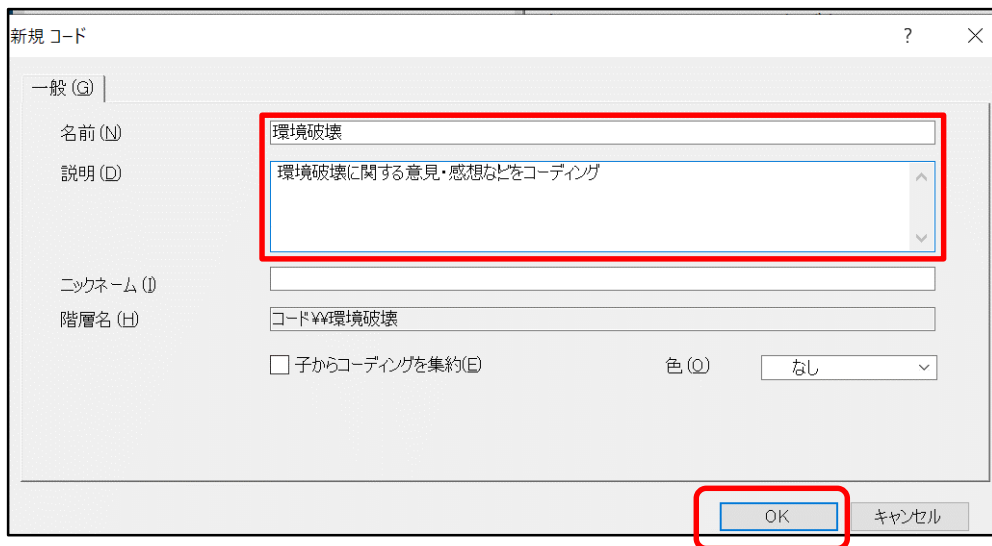 新規 コード
?
一般(G)
名前(N)
環境破壊
説明(D)
環境破壊に関する意見・感想などをコーディング
ニックネーム(I)
階層名(H)
コード¥¥環境破壊
子からコーディングを集約(E)
色(O)
なし
OK
キャンセル